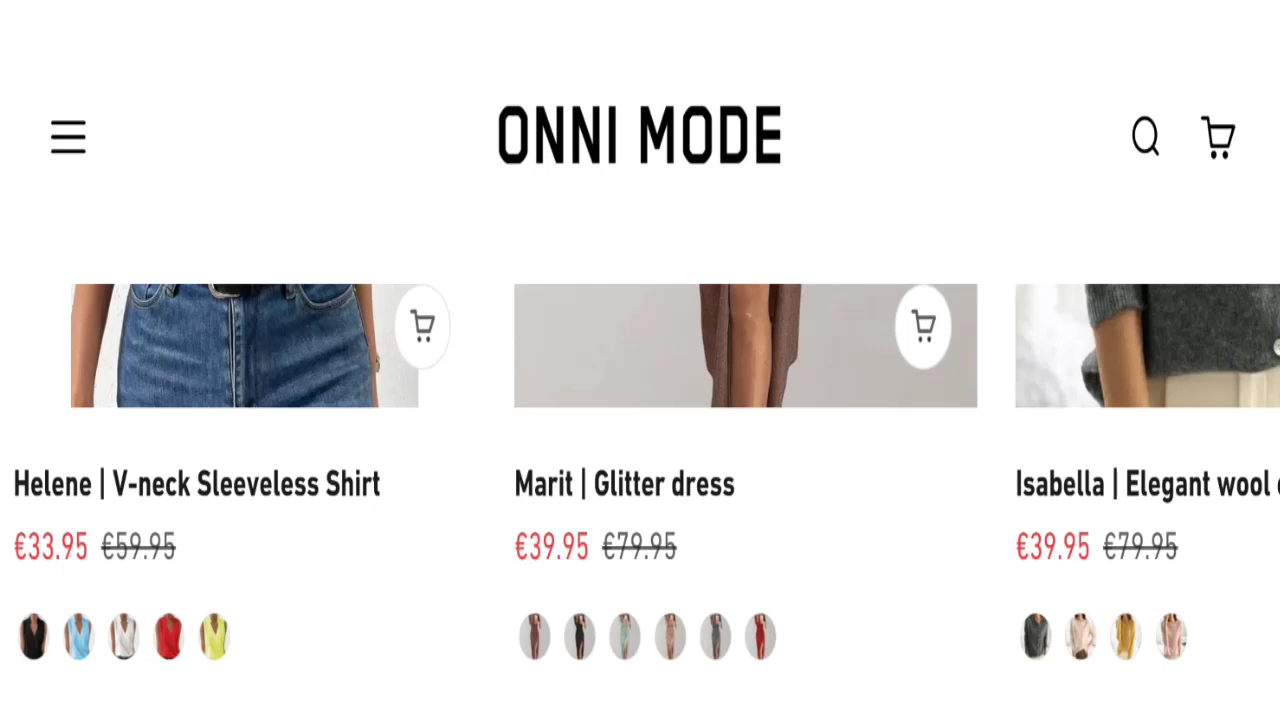 ONNI MODE
Helene | V-neck Sleeveless Shirt
€33.95 €59.95
Marit | Glitter dress
€39.95 €79.95
Isabella | Elegant wool
€39.95 €79.95